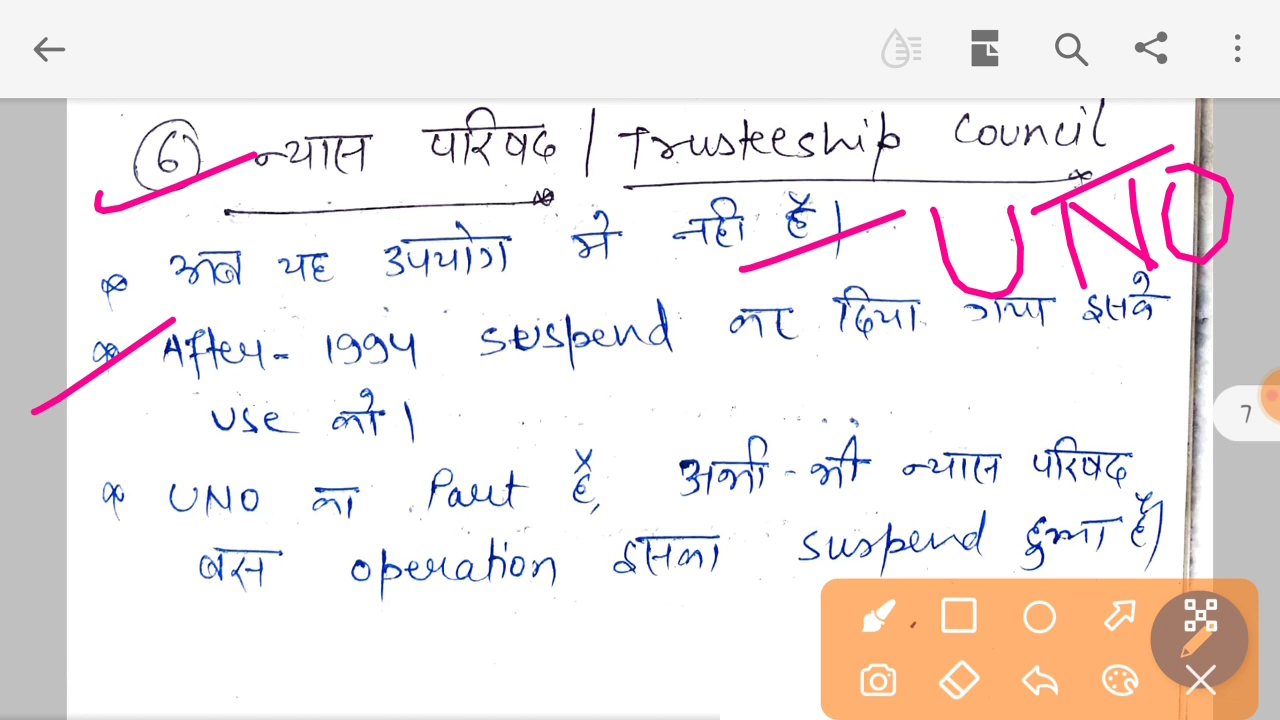 6 न्यास परिषद / Trusteeship Council
अब यह उपयोग मे नही है। UNO
After- 1994 suspend कर दिया गया इसके
use को।
UNO का Part है, अभी-भी न्यास परिषद
बस operation इसका suspend हुआ है।
7